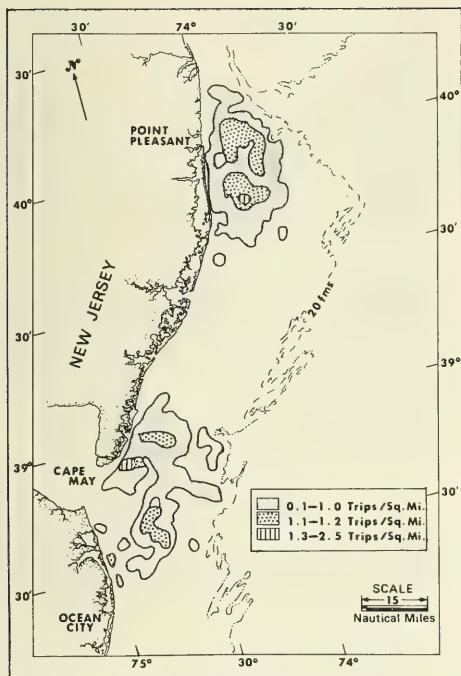 30' 74° 30'
30'
N
40°
POINT
PLEASANT
40°
30'
20 fms
NEW JERSEY
30'
39°
39°
CAPE
MAY
30'
0.1–1.0 Trips/Sq.Mi.
1.1–1.2 Trips/Sq.Mi.
1.3–2.5 Trips/Sq.Mi.
30'
SCALE
15
Nautical Miles
OCEAN
CITY
75° 30' 74°